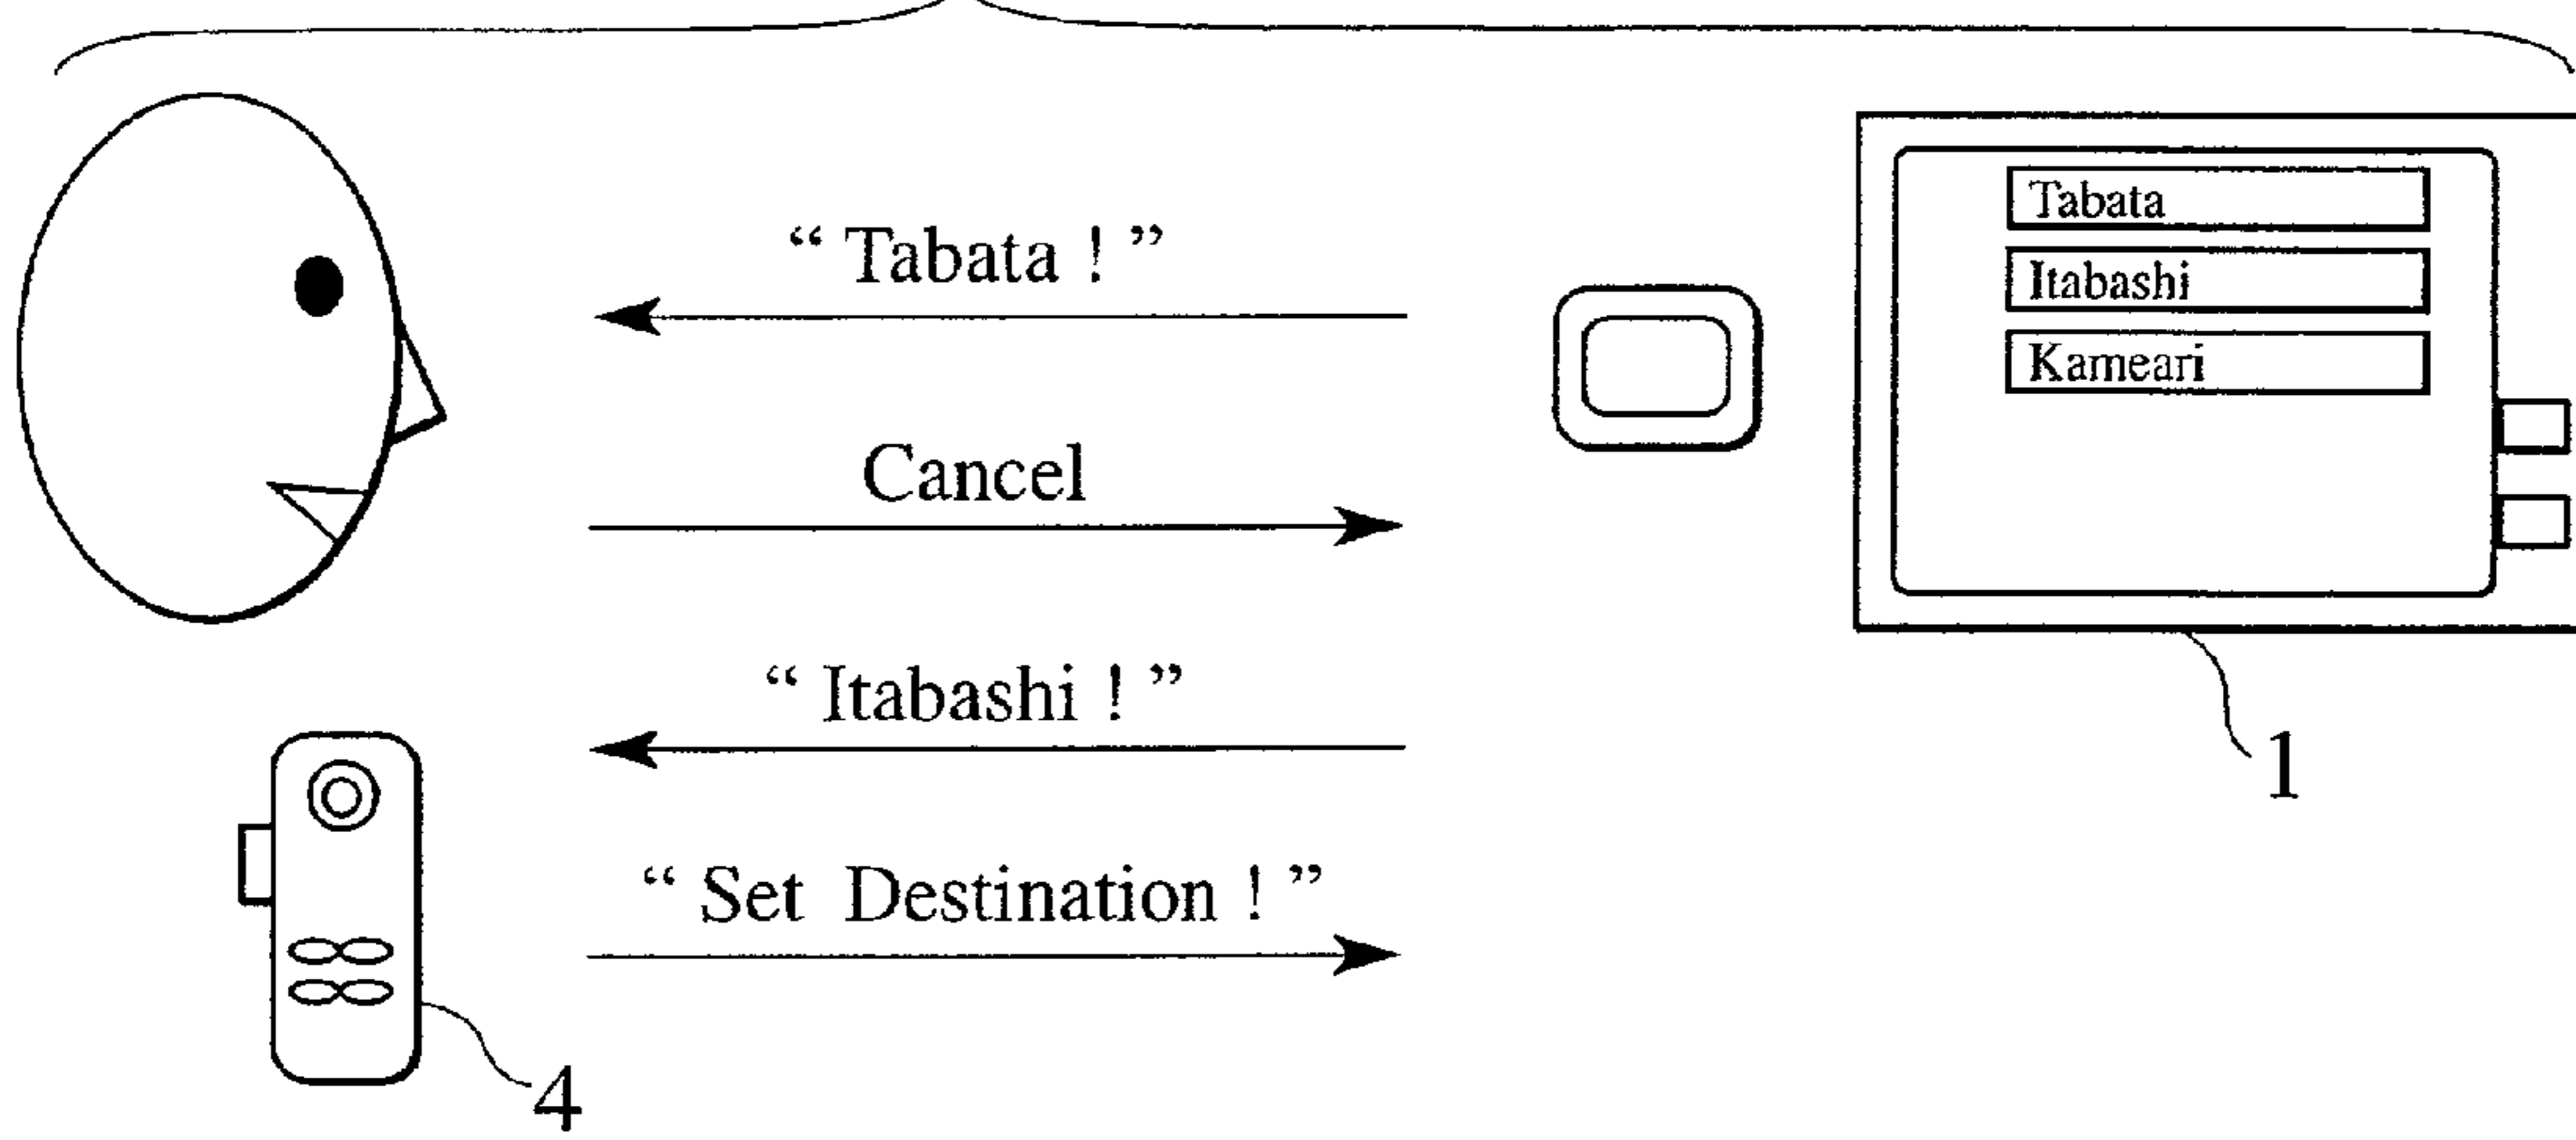 “ Tabata ! ”
Cancel
“ Itabashi ! ”
“ Set Destination ! ”
Tabata
Itabashi
Kameari
1
4